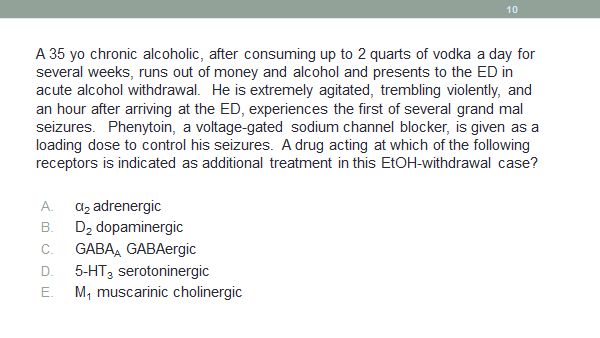 10
A 35 yo chronic alcoholic, after consuming up to 2 quarts of vodka a day for
several weeks, runs out of money and alcohol and presents to the ED in
acute alcohol withdrawal. He is extremely agitated, trembling violently, and
an hour after arriving at the ED, experiences the first of several grand mal
seizures. Phenytoin, a voltage-gated sodium channel blocker, is given as a
loading dose to control his seizures. A drug acting at which of the following
receptors is indicated as additional treatment in this EtOH-withdrawal case?
A. α₂ adrenergic
B. D₂ dopaminergic
C. GABA_A GABAergic
D. 5-HT₃ serotoninergic
E. M₁ muscarinic cholinergic